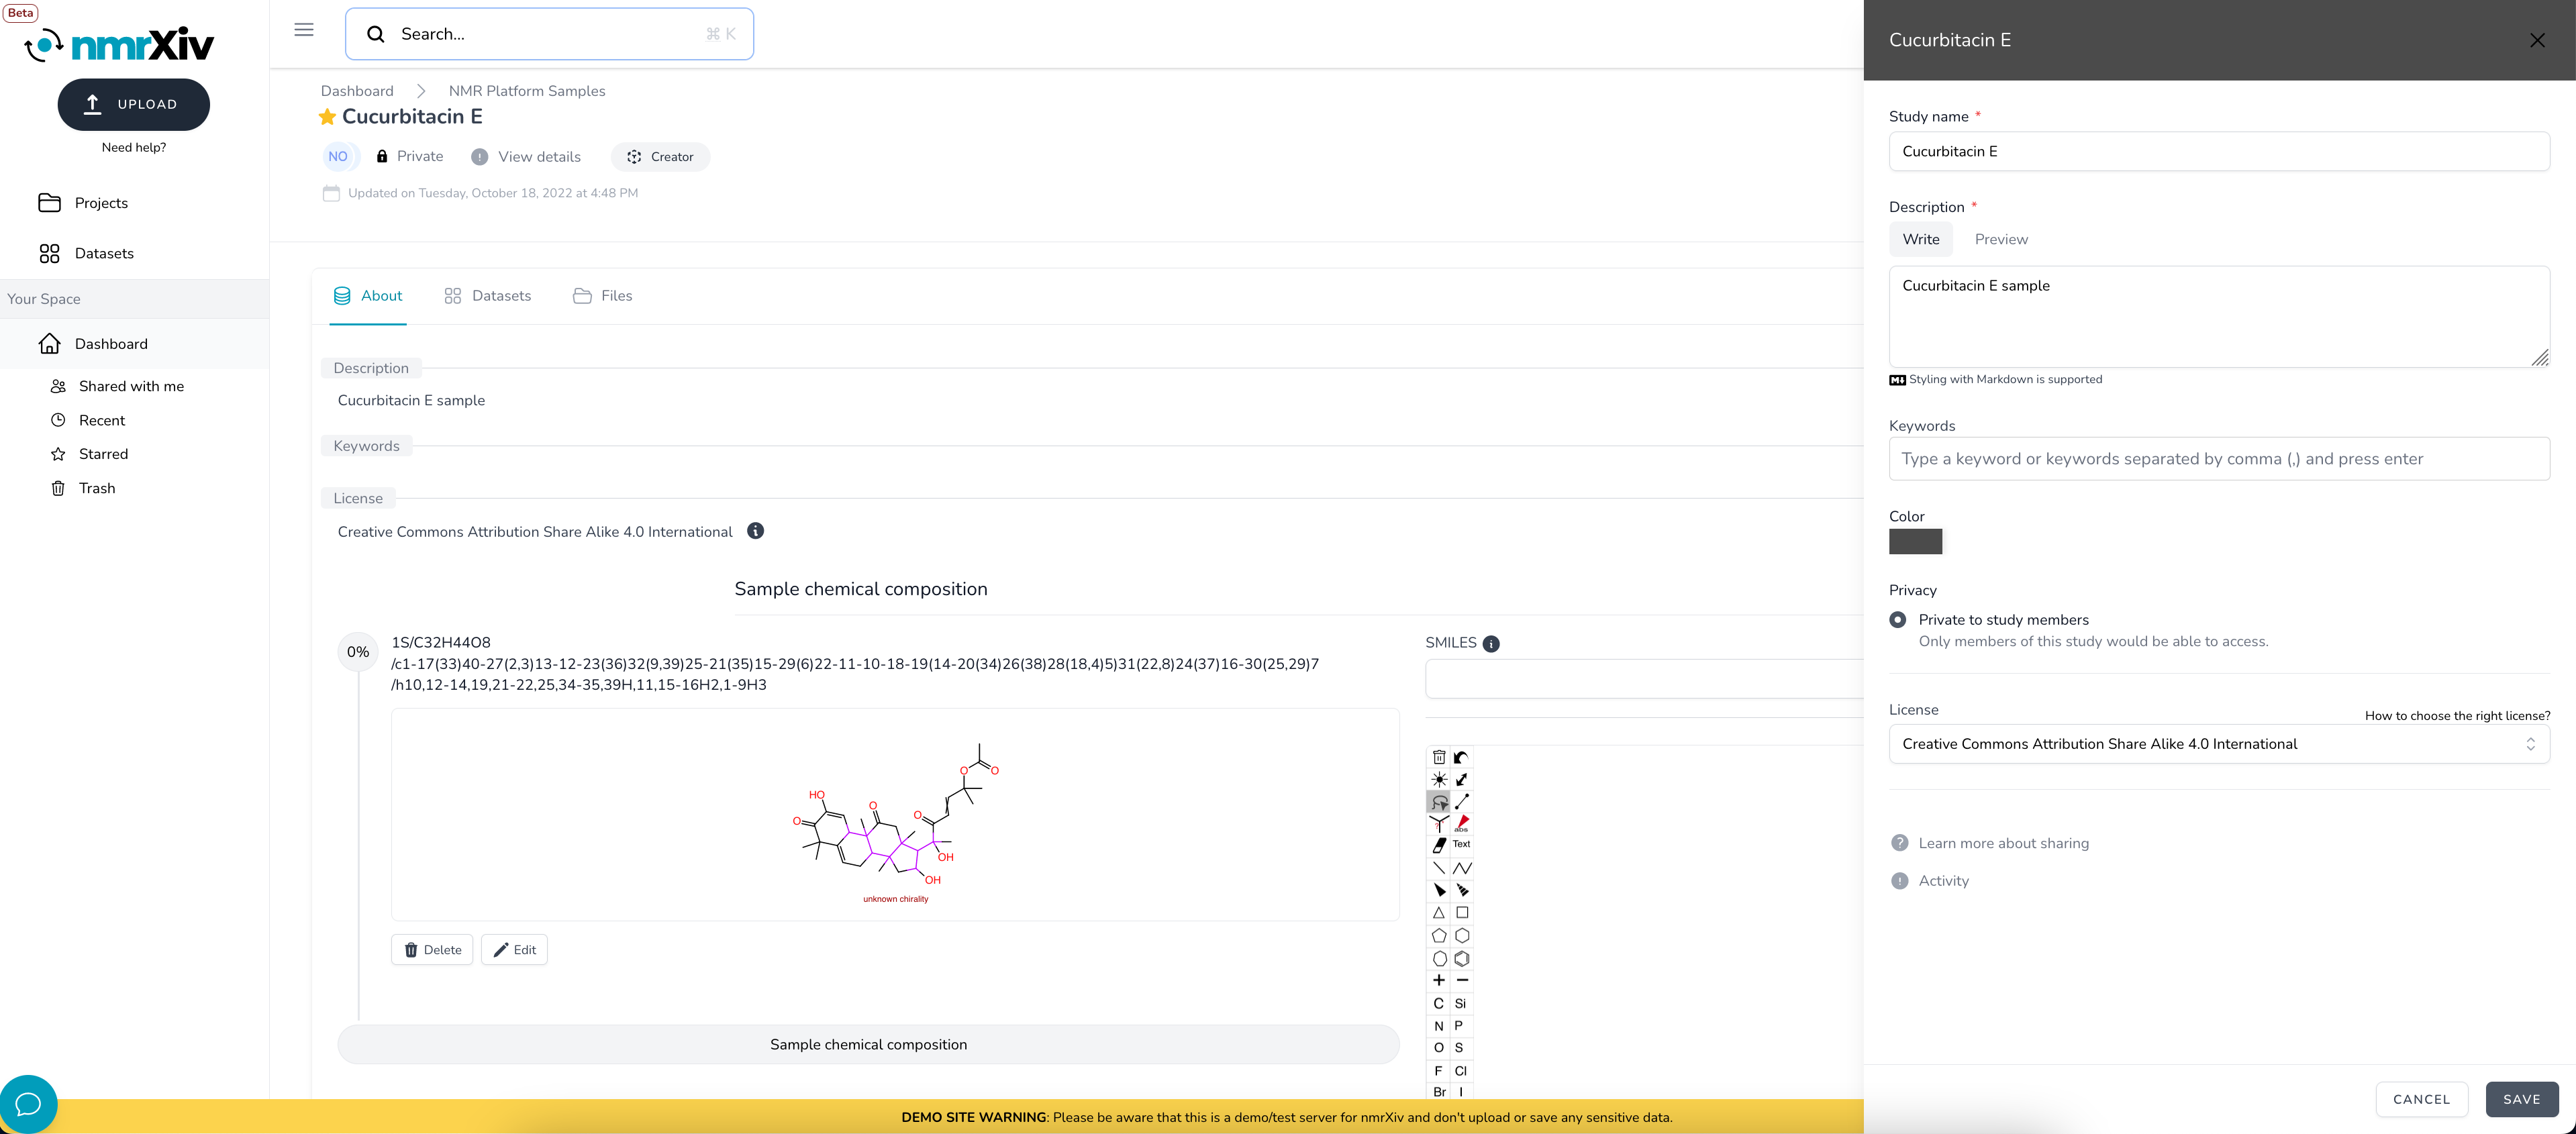 Beta
nmrXiv
UPLOAD
Need help?
Projects
Datasets
Your Space
Dashboard
Shared with me
Recent
Starred
Trash
Search...
⌘ K
Dashboard
NMR Platform Samples
Cucurbitacin E
NO
Private
View details
Creator
Updated on Tuesday, October 18, 2022 at 4:48 PM
About
Datasets
Files
Description
Cucurbitacin E sample
Keywords
License
Creative Commons Attribution Share Alike 4.0 International
Sample chemical composition
0%
1S/C32H44O8
/c1-17(33)40-27(2,3)13-12-23(36)32(9,39)25-21(35)15-29(6)22-11-10-18-19(14-20(34)26(38)28(18,4)5)31(22,8)24(37)16-30(25,29)7
/h10,12-14,19,21-22,25,34-35,39H,11,15-16H2,1-9H3
O
O
HO
O
O
O
OH
OH
unknown chirality
Delete
Edit
Sample chemical composition
SMILES
Text
C Si
N P
O S
F Cl
Br I
DEMO SITE WARNING: Please be aware that this is a demo/test server for nmrXiv and don't upload or save any sensitive data.
Cucurbitacin E
Study name *
Cucurbitacin E
Description *
Write
Preview
Cucurbitacin E sample
Styling with Markdown is supported
Keywords
Type a keyword or keywords separated by comma (,) and press enter
Color
Privacy
Private to study members
Only members of this study would be able to access.
License
How to choose the right license?
Creative Commons Attribution Share Alike 4.0 International
Learn more about sharing
Activity
CANCEL
SAVE